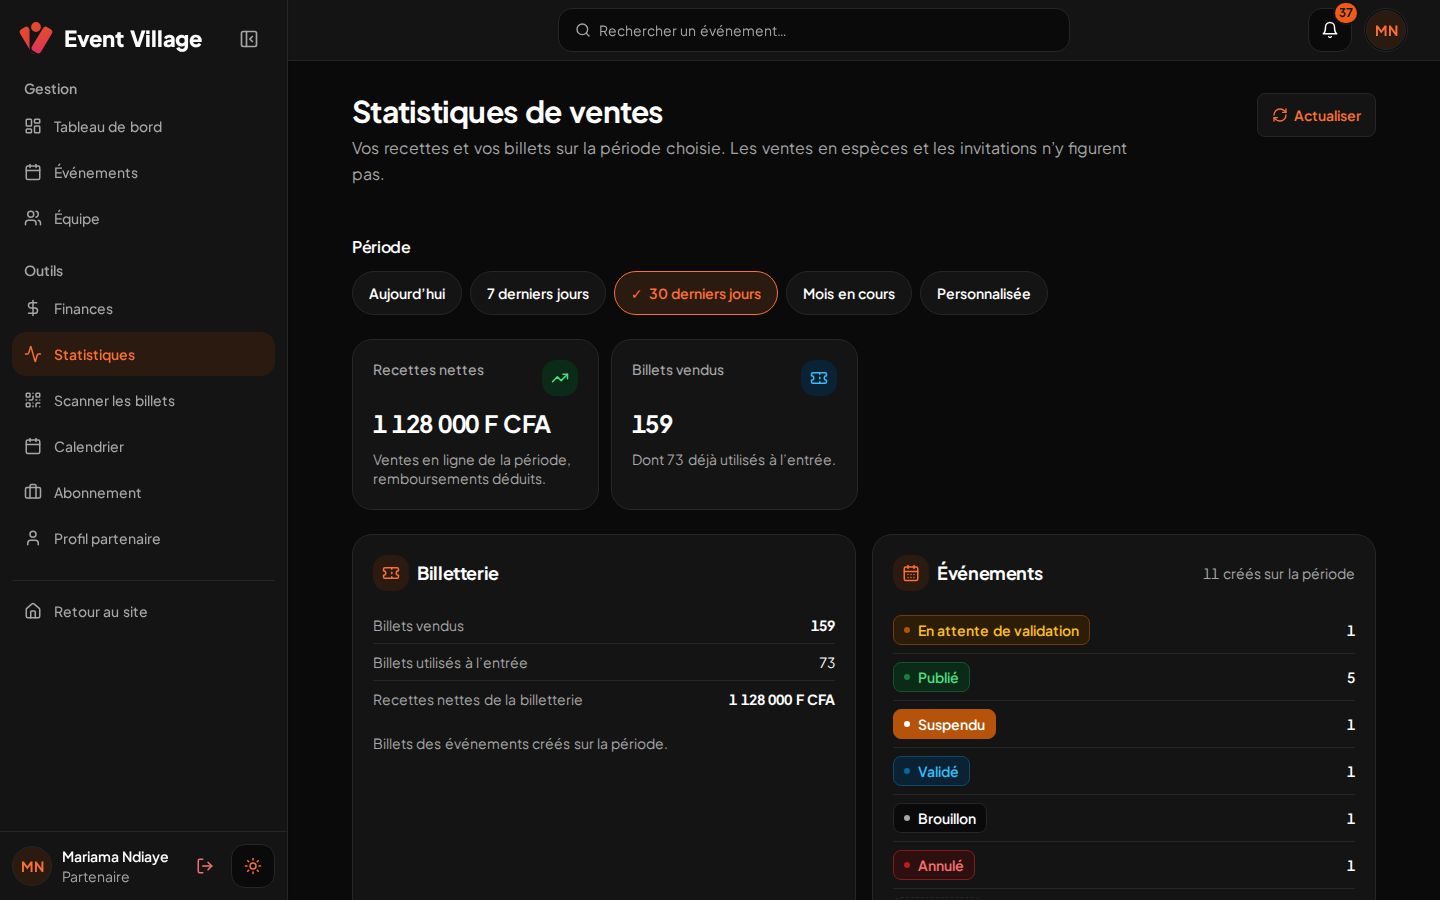 Event Village
Gestion
Tableau de bord
Événements
Équipe
Outils
Finances
Statistiques
Scanner les billets
Calendrier
Abonnement
Profil partenaire
Retour au site
MN
Mariama Ndiaye
Partenaire
Rechercher un événement…
37
MN
Statistiques de ventes
Actualiser
Vos recettes et vos billets sur la période choisie. Les ventes en espèces et les invitations n’y figurent
pas.
Période
Aujourd’hui
7 derniers jours
✓ 30 derniers jours
Mois en cours
Personnalisée
Recettes nettes
1 128 000 F CFA
Ventes en ligne de la période,
remboursements déduits.
Billets vendus
159
Dont 73 déjà utilisés à l’entrée.
Billetterie
Billets vendus 159
Billets utilisés à l’entrée 73
Recettes nettes de la billetterie 1 128 000 F CFA
Billets des événements créés sur la période.
Événements 11 créés sur la période
En attente de validation 1
Publié 5
Suspendu 1
Validé 1
Brouillon 1
Annulé 1